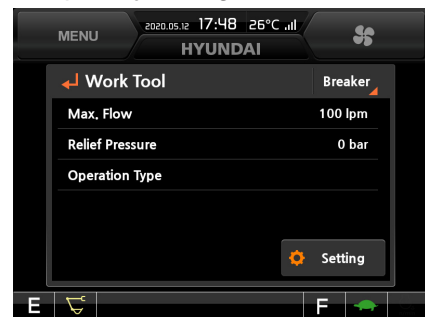 MENU
2020.05.12 17:48 26°C
HYUNDAI
Work Tool
Breaker
Max. Flow 100 lpm
Relief Pressure 0 bar
Operation Type
Setting
E
F